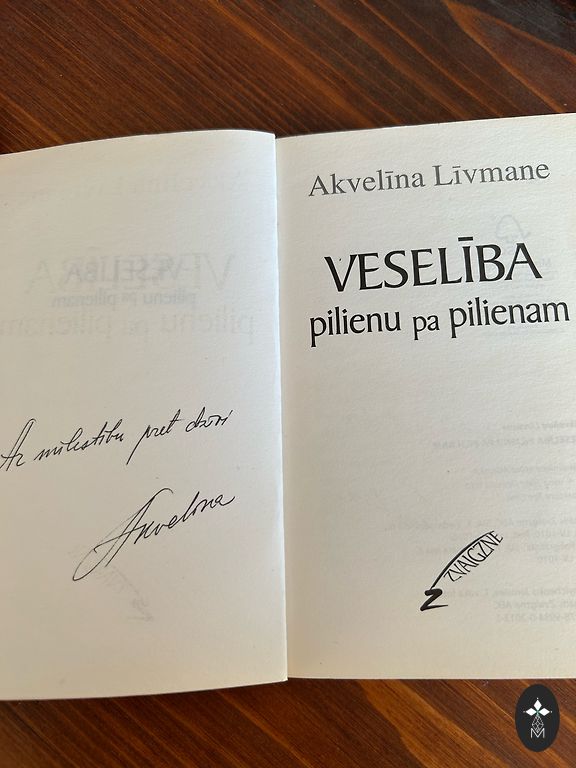 Ar mīlestību pret dzīvi
Akvelīna
Akvelīna Līvmane
VESELĪBA
pilienu pa pilienam
ZVAIGZNE